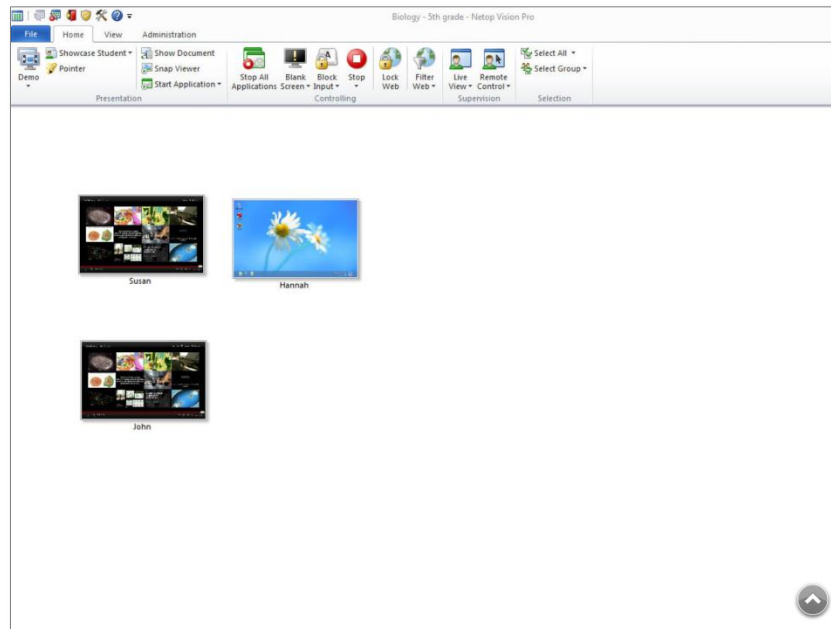 Biology - 5th grade - Netop Vision Pro
File Home View Administration
Showcase Student
Pointer
Demo
Show Document
Snap Viewer
Start Application
Stop All Applications
Blank Screen
Block Input
Stop
Lock Web
Filter Web
Live View
Remote Control
Select All
Select Group
Presentation Controlling Supervision Selection
Susan
Hannah
John